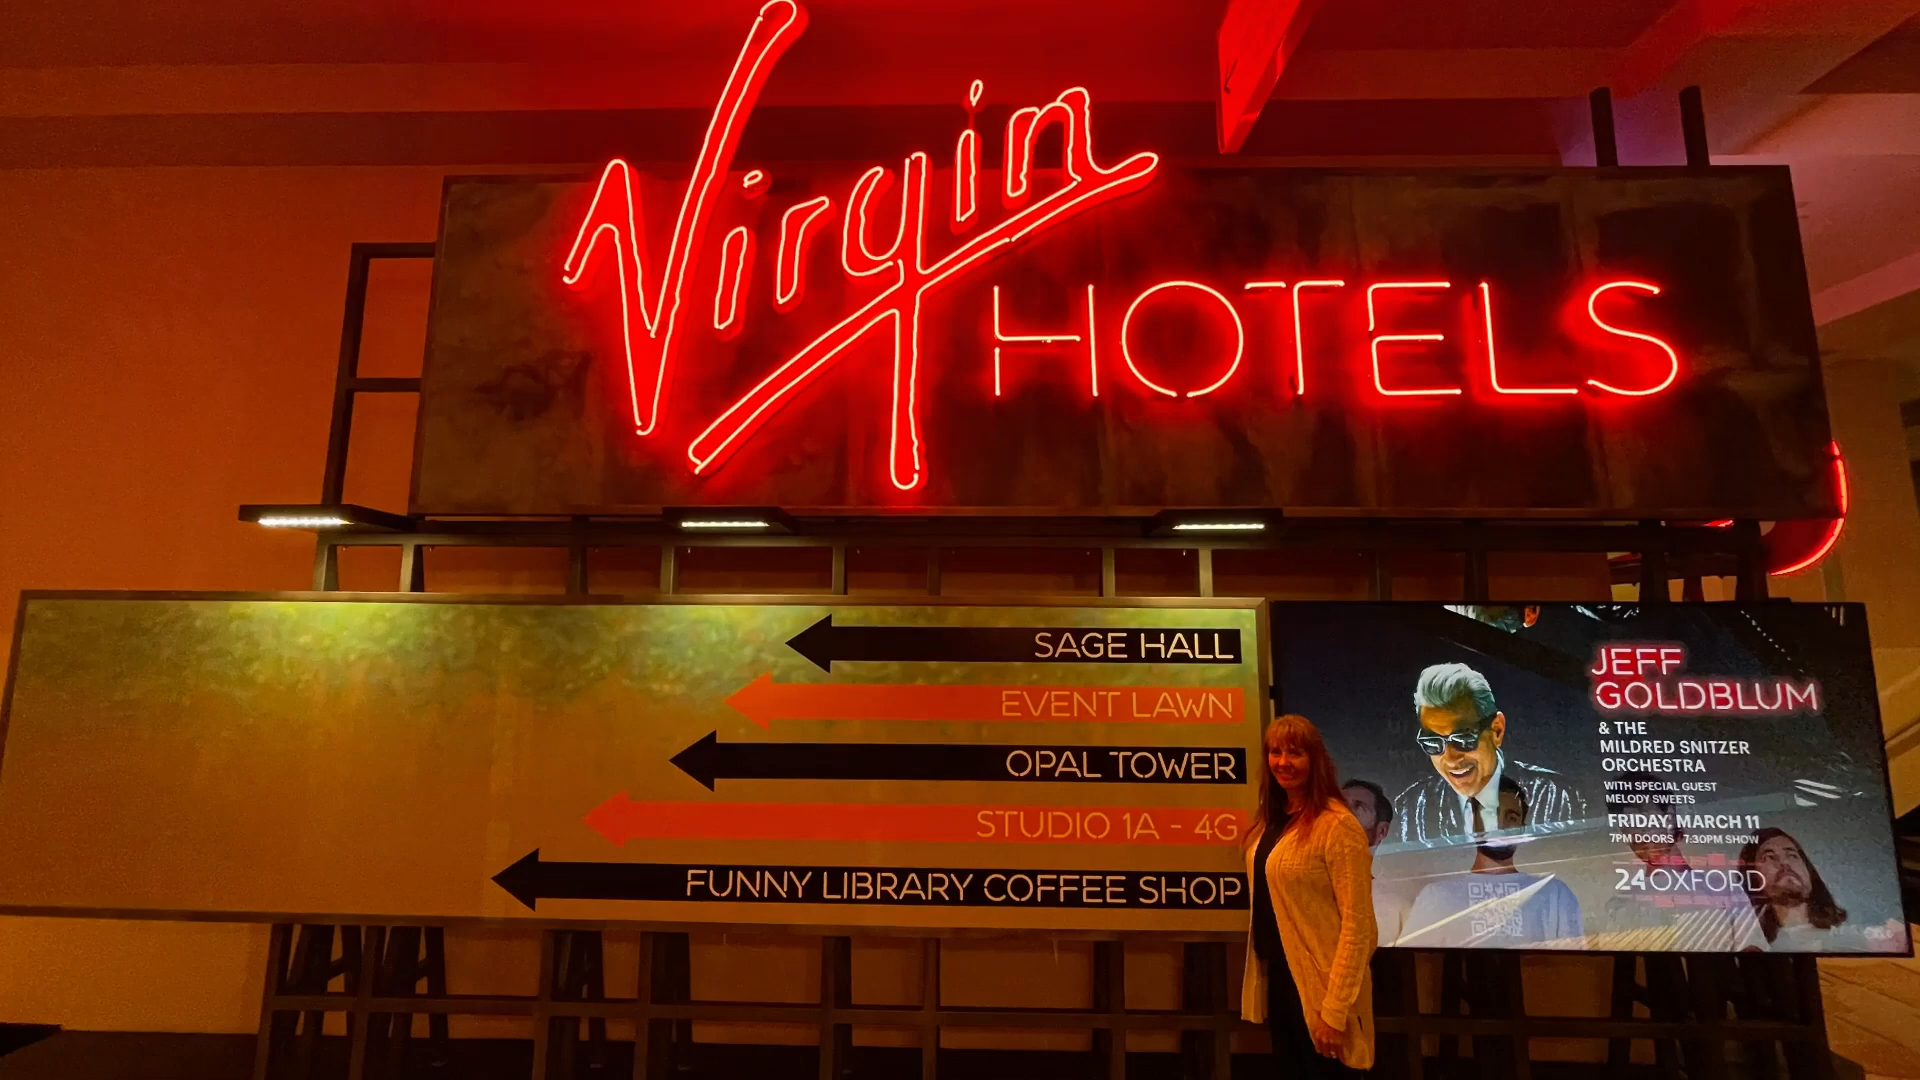 Virgin
HOTELS
SAGE HALL
EVENT LAWN
OPAL TOWER
STUDIO 1A - 4G
FUNNY LIBRARY COFFEE SHOP
JEFF
GOLDBLUM
& THE
MILDRED SNITZER
ORCHESTRA
WITH SPECIAL GUEST
MELODY SWEETS
FRIDAY, MARCH 11
7PM DOORS 7:30PM SHOW
24OXFORD